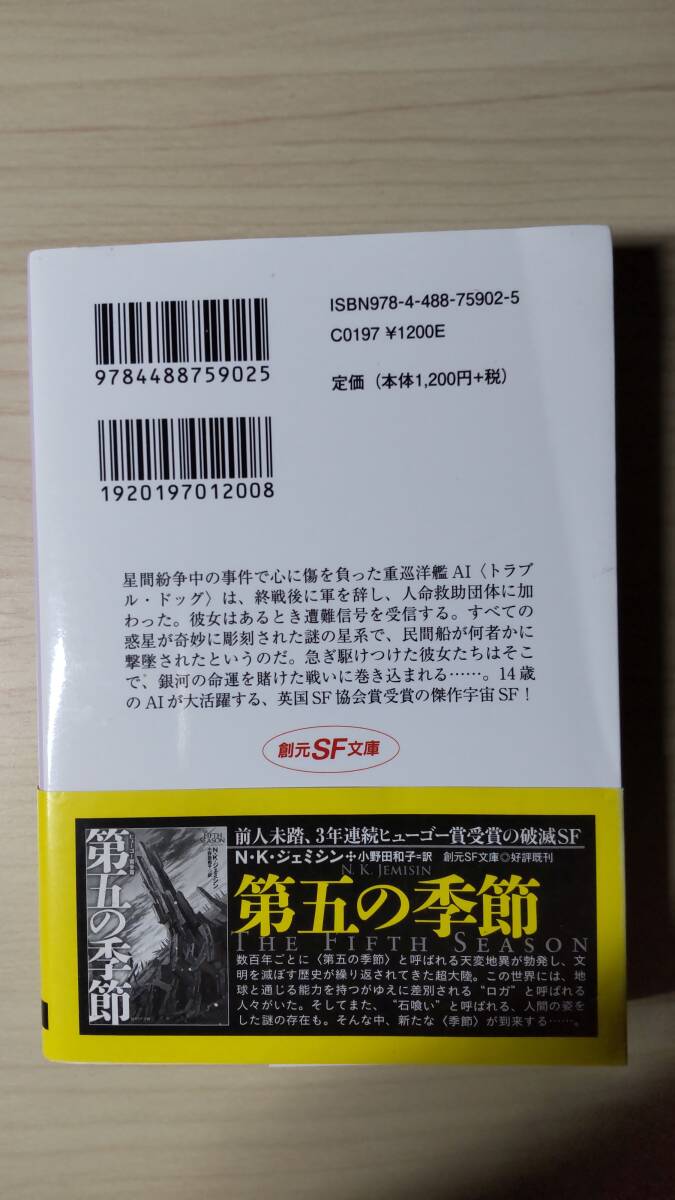 ISBN978-4-488-75902-5
C0197 ¥1200E
定価（本体1,200円+税）
9784488759025
1920197012008
星間紛争中の事件で心に傷を負った重巡洋艦AI〈トラブ
ル・ドッグ〉は、終戦後に軍を辞し、人命救助団体に加
わった。彼女はあるとき遭難信号を受信する。すべての
惑星が奇妙に彫刻された謎の星系で、民間船が何者かに
撃墜されたというのだ。急ぎ駆けつけた彼女たちはそこ
で、銀河の命運を賭けた戦いに巻き込まれる……。14歳
のAIが大活躍する、英国SF協会賞受賞の傑作宇宙SF！
創元SF文庫
前人未踏、3年連続ヒューゴー賞受賞の破滅SF
N・K・ジェミシン+小野田和子=訳 創元SF文庫◎好評既刊
N. K. JEMISIN
第五の季節
THE FIFTH SEASON
数百年ごとに〈第五の季節〉と呼ばれる天変地異が勃発し、文
明を滅ぼす歴史が繰り返されてきた超大陸。この世界には、地
球と通じる能力を持つがゆえに差別される“ロガ”と呼ばれる
人々がいた。そしてまた、“石喰い”と呼ばれる、人間の姿を
した謎の存在も。そんな中、新たな〈季節〉が到来する……。
第五の季節
FIFTH
SEASON
N・K・ジェミシン